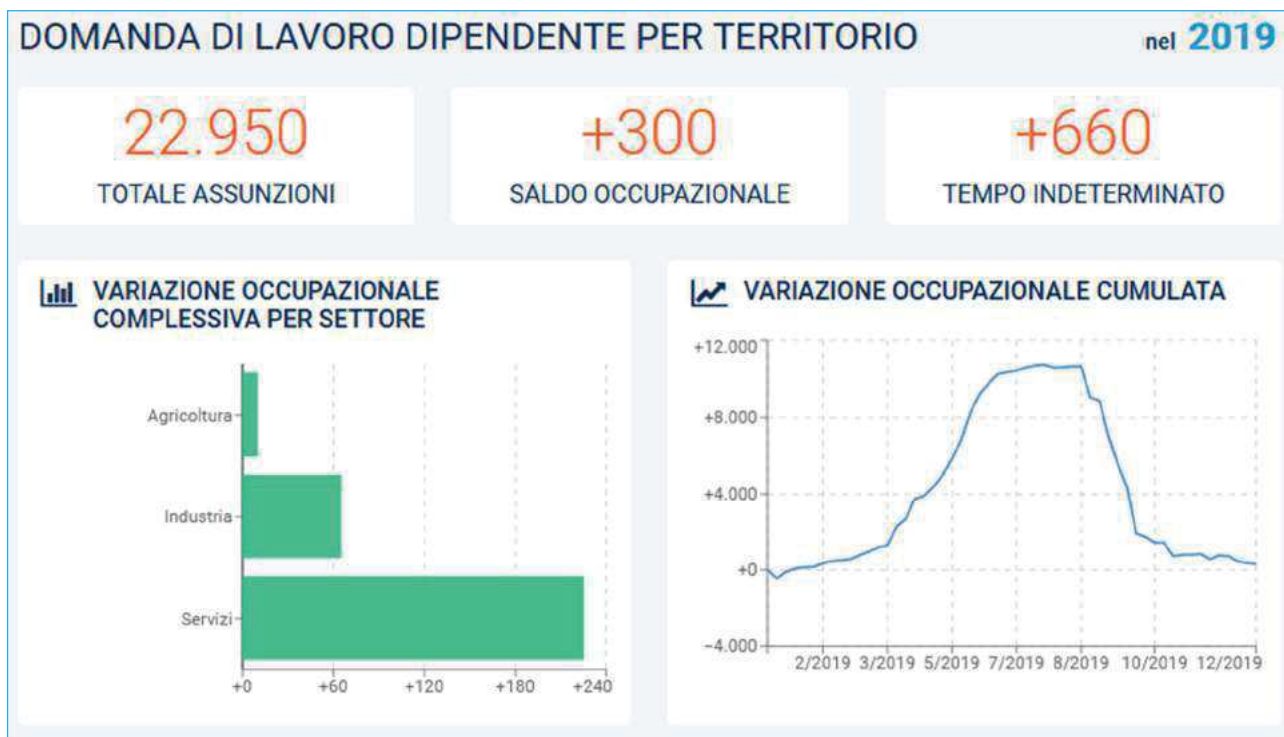 DOMANDA DI LAVORO DIPENDENTE PER TERRITORIO
nel 2019
22.950
TOTALE ASSUNZIONI
+300
SALDO OCCUPAZIONALE
+660
TEMPO INDETERMINATO
VARIAZIONE OCCUPAZIONALE
COMPLESSIVA PER SETTORE
Agricoltura
Industria
Servizi
+0 +60 +120 +180 +240
VARIAZIONE OCCUPAZIONALE CUMULATA
+12.000
+8.000
+4.000
+0
−4.000
2/2019 3/2019 5/2019 7/2019 8/2019 10/2019 12/2019